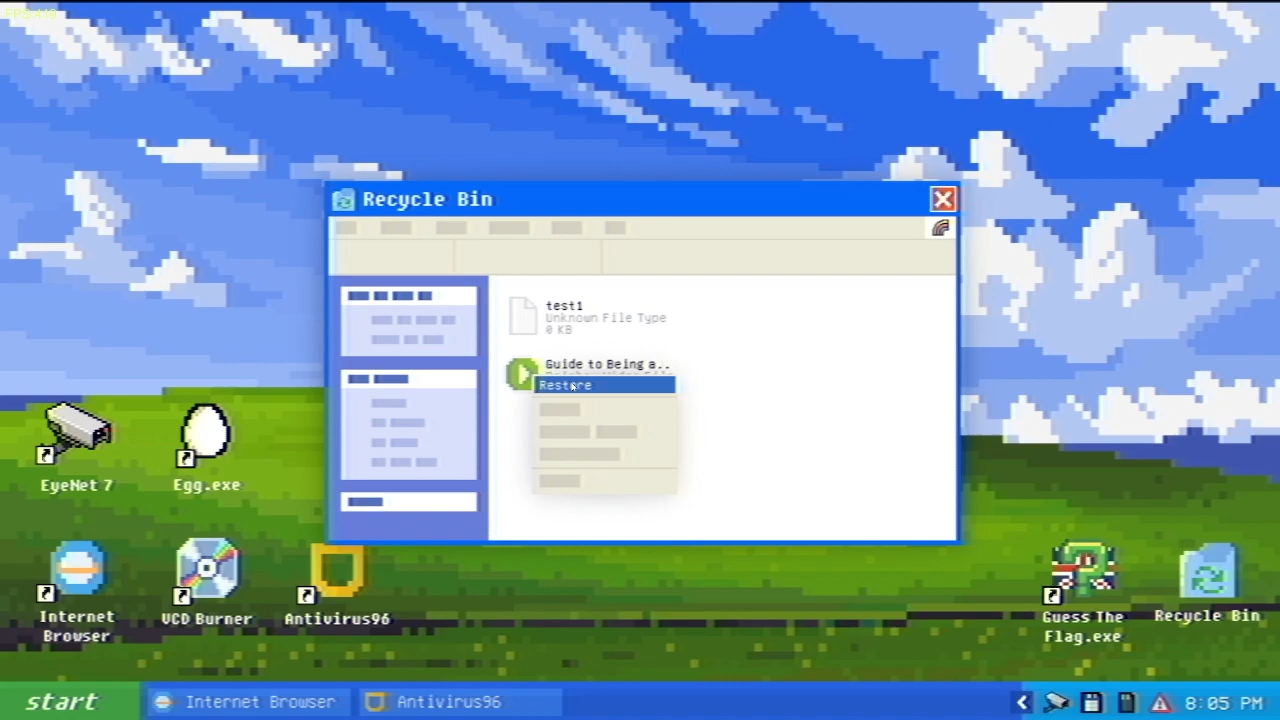 Recycle Bin
test1
Unknown File Type
0 KB
Guide to Being a..
Restore
EyeNet 7
Egg.exe
Internet
Browser
VCD Burner
Antivirus96
Guess The
Flag.exe
Recycle Bin
start
Internet Browser
Antivirus96
8:05 PM